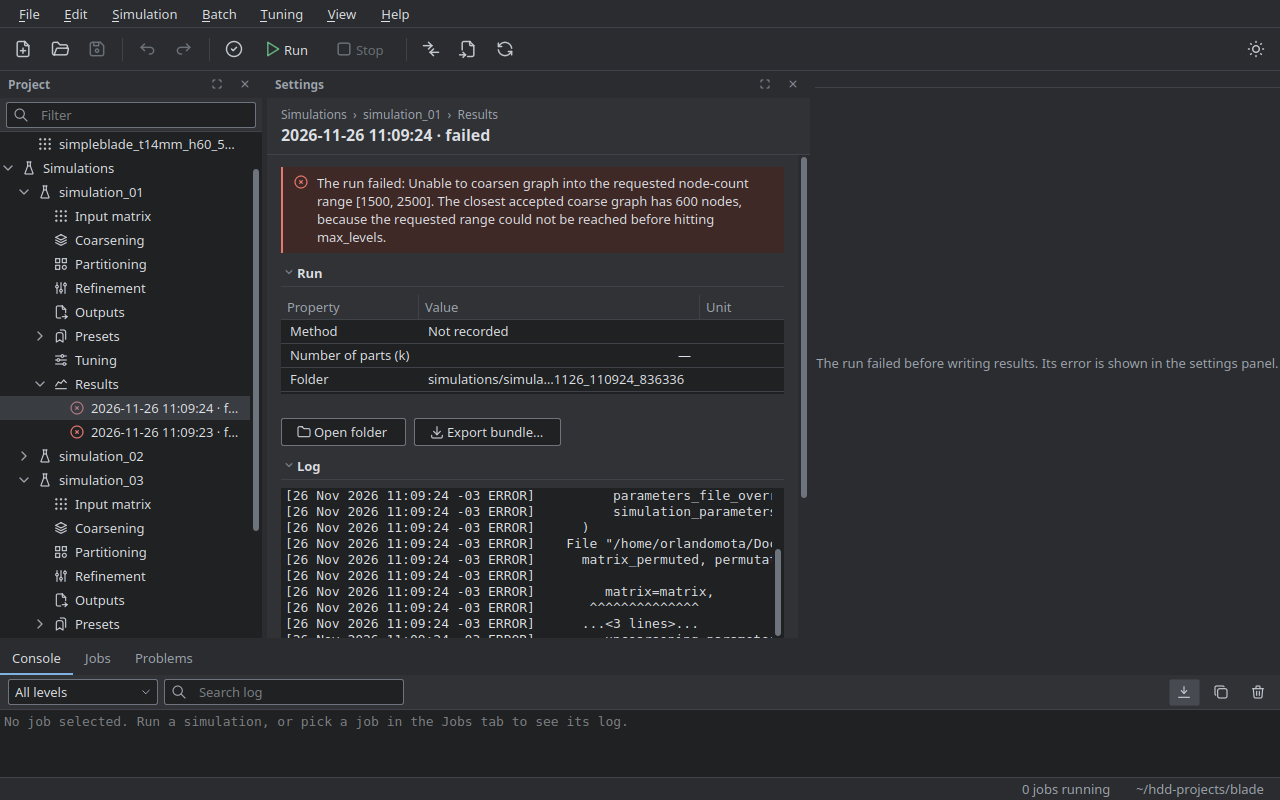 File Edit Simulation Batch Tuning View Help
Run Stop
Project
Filter
simpleblade_t14mm_h60_5...
Simulations
simulation_01
Input matrix
Coarsening
Partitioning
Refinement
Outputs
Presets
Tuning
Results
2026-11-26 11:09:24 · f...
2026-11-26 11:09:23 · f...
simulation_02
simulation_03
Input matrix
Coarsening
Partitioning
Refinement
Outputs
Presets
Settings
Simulations › simulation_01 › Results
2026-11-26 11:09:24 · failed
The run failed: Unable to coarsen graph into the requested node-count
range [1500, 2500]. The closest accepted coarse graph has 600 nodes,
because the requested range could not be reached before hitting
max_levels.
Run
Property Value Unit
Method Not recorded
Number of parts (k) —
Folder simulations/simula...1126_110924_836336
Open folder Export bundle...
Log
[26 Nov 2026 11:09:24 -03 ERROR] parameters_file_over
[26 Nov 2026 11:09:24 -03 ERROR] simulation_parameters
[26 Nov 2026 11:09:24 -03 ERROR] )
[26 Nov 2026 11:09:24 -03 ERROR] File "/home/orlandomota/Do
[26 Nov 2026 11:09:24 -03 ERROR] matrix_permuted, permuta
[26 Nov 2026 11:09:24 -03 ERROR]
[26 Nov 2026 11:09:24 -03 ERROR] matrix=matrix,
[26 Nov 2026 11:09:24 -03 ERROR] ^^^^^^^^^^^^^^
[26 Nov 2026 11:09:24 -03 ERROR] ...<3 lines>...
The run failed before writing results. Its error is shown in the settings panel.
Console Jobs Problems
All levels Search log
No job selected. Run a simulation, or pick a job in the Jobs tab to see its log.
0 jobs running ~/hdd-projects/blade